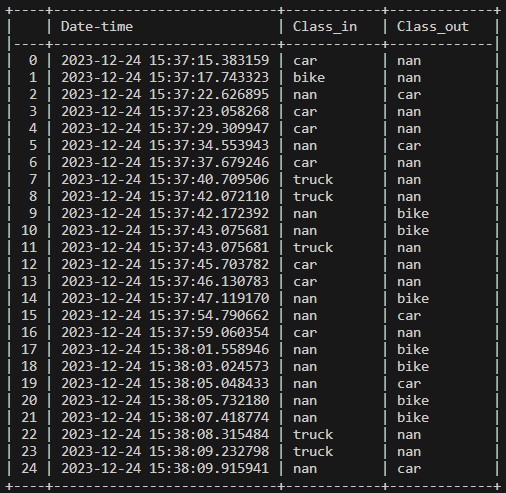 +----+----------------------------+------------+-------------+
|    | Date-time                  | Class_in   | Class_out   |
|----+----------------------------+------------+-------------|
|  0 | 2023-12-24 15:37:15.383159 | car        | nan         |
|  1 | 2023-12-24 15:37:17.743323 | bike       | nan         |
|  2 | 2023-12-24 15:37:22.626895 | nan        | car         |
|  3 | 2023-12-24 15:37:23.058268 | car        | nan         |
|  4 | 2023-12-24 15:37:29.309947 | car        | nan         |
|  5 | 2023-12-24 15:37:34.553943 | nan        | car         |
|  6 | 2023-12-24 15:37:37.679246 | car        | nan         |
|  7 | 2023-12-24 15:37:40.709506 | truck      | nan         |
|  8 | 2023-12-24 15:37:42.072110 | truck      | nan         |
|  9 | 2023-12-24 15:37:42.172392 | nan        | bike        |
| 10 | 2023-12-24 15:37:43.075681 | nan        | bike        |
| 11 | 2023-12-24 15:37:43.075681 | truck      | nan         |
| 12 | 2023-12-24 15:37:45.703782 | car        | nan         |
| 13 | 2023-12-24 15:37:46.130783 | car        | nan         |
| 14 | 2023-12-24 15:37:47.119170 | nan        | bike        |
| 15 | 2023-12-24 15:37:54.790662 | nan        | car         |
| 16 | 2023-12-24 15:37:59.060354 | car        | nan         |
| 17 | 2023-12-24 15:38:01.558946 | nan        | bike        |
| 18 | 2023-12-24 15:38:03.024573 | nan        | bike        |
| 19 | 2023-12-24 15:38:05.048433 | nan        | car         |
| 20 | 2023-12-24 15:38:05.732180 | nan        | bike        |
| 21 | 2023-12-24 15:38:07.418774 | nan        | bike        |
| 22 | 2023-12-24 15:38:08.315484 | truck      | nan         |
| 23 | 2023-12-24 15:38:09.232798 | truck      | nan         |
| 24 | 2023-12-24 15:38:09.915941 | nan        | car         |
+----+----------------------------+------------+-------------+